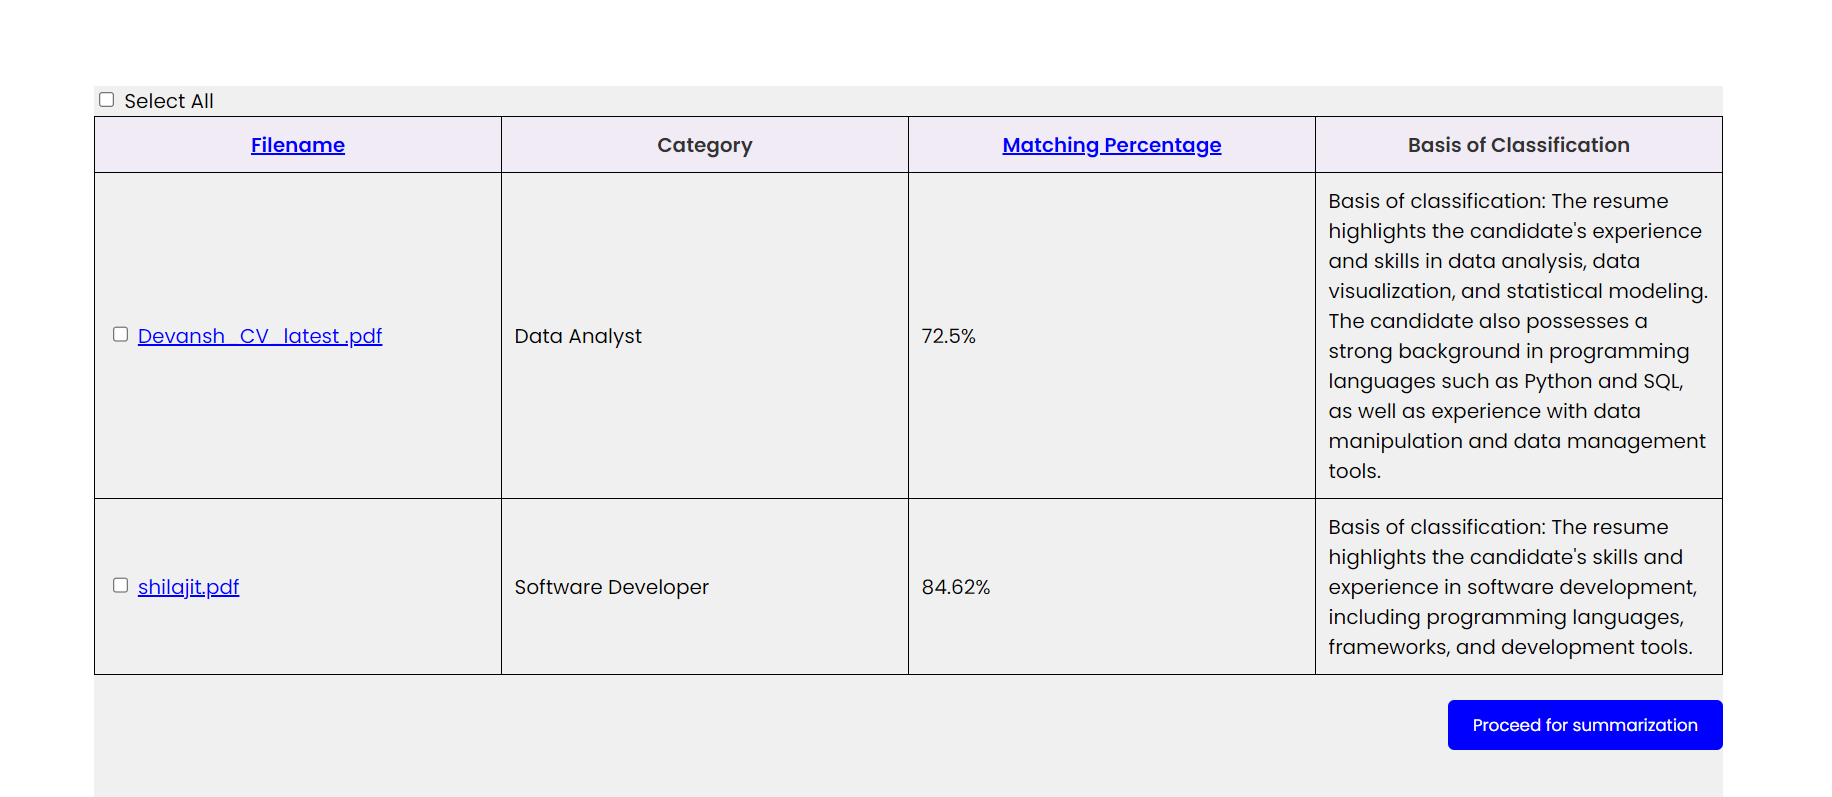 Select All
Filename
Category
Matching Percentage
Basis of Classification
Devansh_CV_latest .pdf
Data Analyst
72.5%
Basis of classification: The resume
highlights the candidate's experience
and skills in data analysis, data
visualization, and statistical modeling.
The candidate also possesses a
strong background in programming
languages such as Python and SQL,
as well as experience with data
manipulation and data management
tools.
shilajit.pdf
Software Developer
84.62%
Basis of classification: The resume
highlights the candidate's skills and
experience in software development,
including programming languages,
frameworks, and development tools.
Proceed for summarization